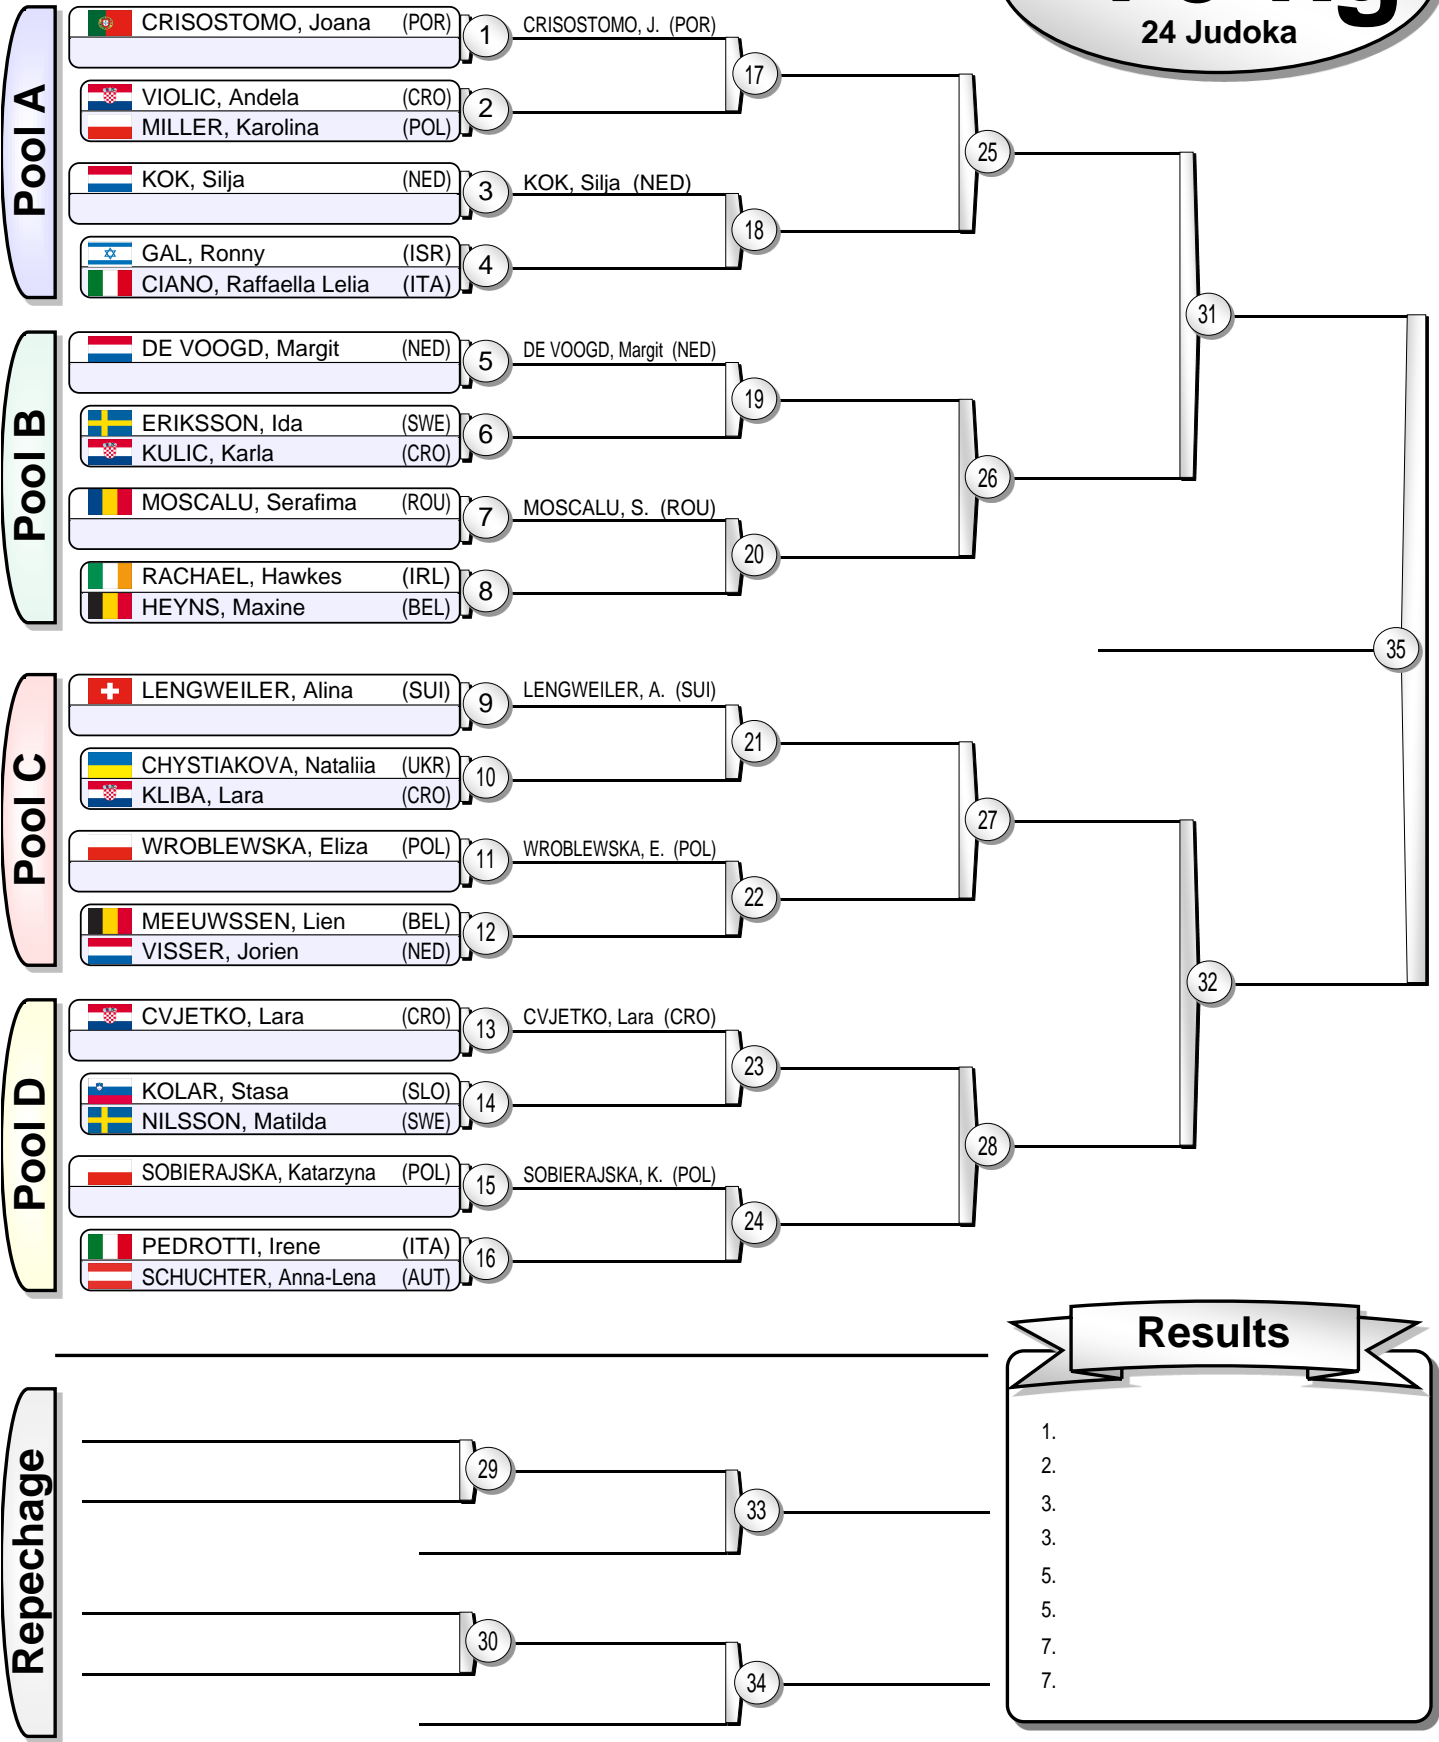 24 Judoka
Pool A
CRISOSTOMO, Joana (POR)
1
CRISOSTOMO, J. (POR)
17
VIOLIC, Andela (CRO)
MILLER, Karolina (POL)
2
25
KOK, Silja (NED)
3
KOK, Silja (NED)
18
GAL, Ronny (ISR)
CIANO, Raffaella Lelia (ITA)
4
31
Pool B
DE VOOGD, Margit (NED)
5
DE VOOGD, Margit (NED)
19
ERIKSSON, Ida (SWE)
KULIC, Karla (CRO)
6
26
MOSCALU, Serafima (ROU)
7
MOSCALU, S. (ROU)
20
RACHAEL, Hawkes (IRL)
HEYNS, Maxine (BEL)
8
35
Pool C
LENGWEILER, Alina (SUI)
9
LENGWEILER, A. (SUI)
21
CHYSTIAKOVA, Nataliia (UKR)
KLIBA, Lara (CRO)
10
27
WROBLEWSKA, Eliza (POL)
11
WROBLEWSKA, E. (POL)
22
MEEUWSSEN, Lien (BEL)
VISSER, Jorien (NED)
12
32
Pool D
CVJETKO, Lara (CRO)
13
CVJETKO, Lara (CRO)
23
KOLAR, Stasa (SLO)
NILSSON, Matilda (SWE)
14
28
SOBIERAJSKA, Katarzyna (POL)
15
SOBIERAJSKA, K. (POL)
24
PEDROTTI, Irene (ITA)
SCHUCHTER, Anna-Lena (AUT)
16
Repechage
29
33
30
34
Results
1.
2.
3.
3.
5.
5.
7.
7.